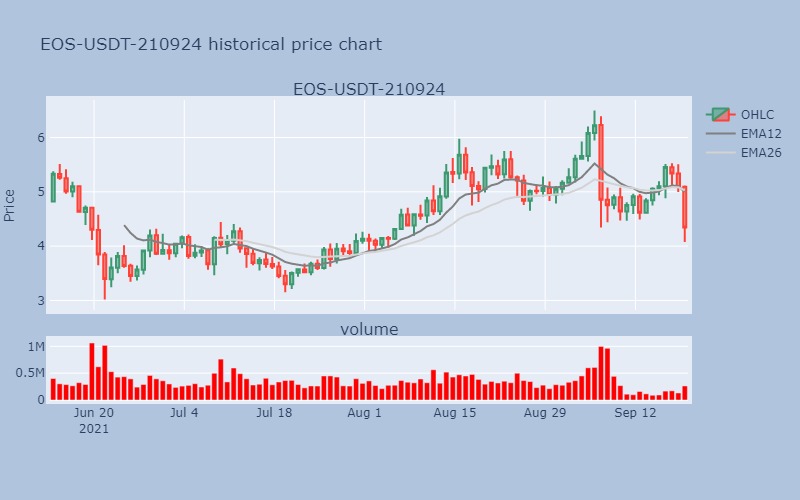 EOS-USDT-210924 historical price chart
EOS-USDT-210924
OHLC
EMA12
EMA26
6
5
4
3
Price
volume
1M
0.5M
0
Jun 20
2021
Jul 4
Jul 18
Aug 1
Aug 15
Aug 29
Sep 12